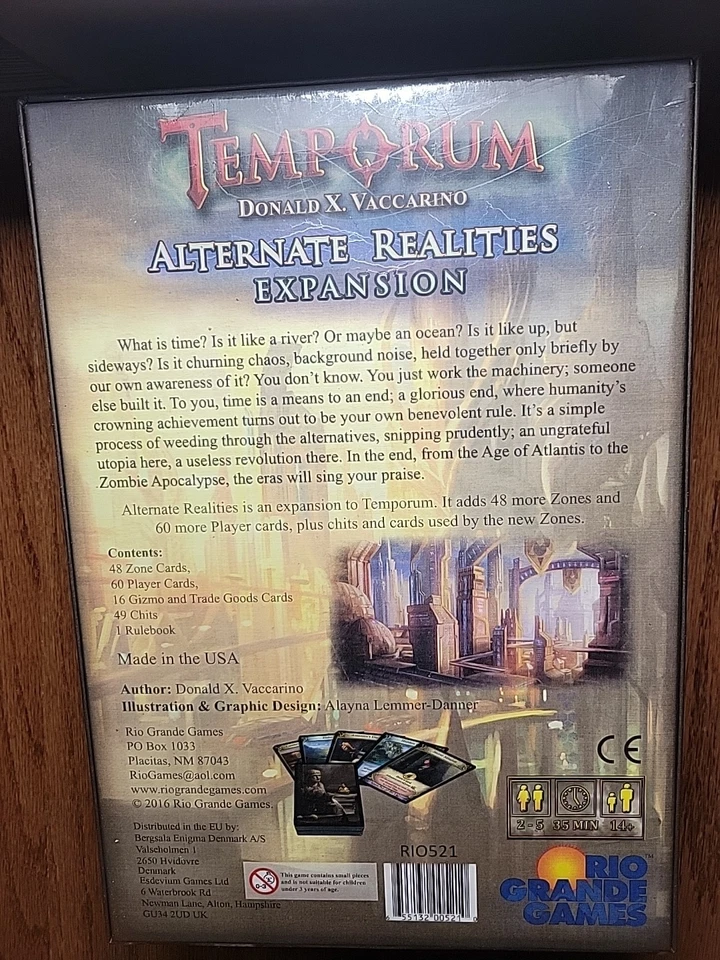 TEMPORUM
DONALD X. VACCARINO
ALTERNATE REALITIES
EXPANSION
What is time? Is it like a river? Or maybe an ocean? Is it like up, but
sideways? Is it churning chaos, background noise, held together only briefly by
our own awareness of it? You don't know. You just work the machinery; someone
else built it. To you, time is a means to an end; a glorious end, where humanity's
crowning achievement turns out to be your own benevolent rule. It's a simple
process of weeding through the alternatives, snipping prudently; an ungrateful
utopia here, a useless revolution there. In the end, from the Age of Atlantis to the
Zombie Apocalypse, the eras will sing your praise.
Alternate Realities is an expansion to Temporum. It adds 48 more Zones and
60 more Player cards, plus chits and cards used by the new Zones.
Contents:
48 Zone Cards,
60 Player Cards,
16 Gizmo and Trade Goods Cards
49 Chits
1 Rulebook
Made in the USA
Author: Donald X. Vaccarino
Illustration & Graphic Design: Alayna Lemmer-Danner
Rio Grande Games
PO Box 1033
Placitas, NM 87043
RioGames@aol.com
www.riograndegames.com
© 2016 Rio Grande Games.
CE
2 - 5 35 MIN 14+
Distributed in the EU by:
Bergsala Enigma Denmark A/S
Valseholmen 1
2650 Hvidovre
Denmark
Esdevium Games Ltd
6 Waterbrook Rd
Newman Lane, Alton, Hampshire
GU34 2UD UK
0-3
This game contains small pieces
and is not suitable for children
under 3 years of age.
RIO521
6 55132 00521 0
RIO
GRANDE
GAMES
TM